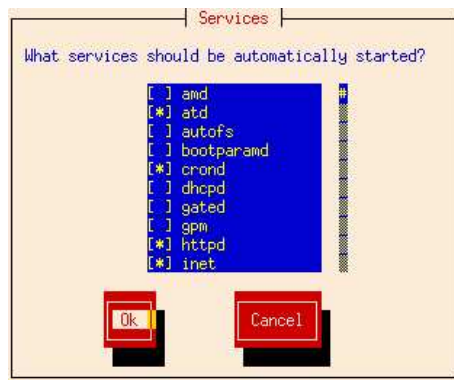 Services
What services should be automatically started?
[ ] amd
[*] atd
[ ] autofs
[ ] bootparamd
[*] crond
[ ] dhcpd
[ ] gated
[ ] gpm
[*] httpd
[*] inet
#
Ok
Cancel